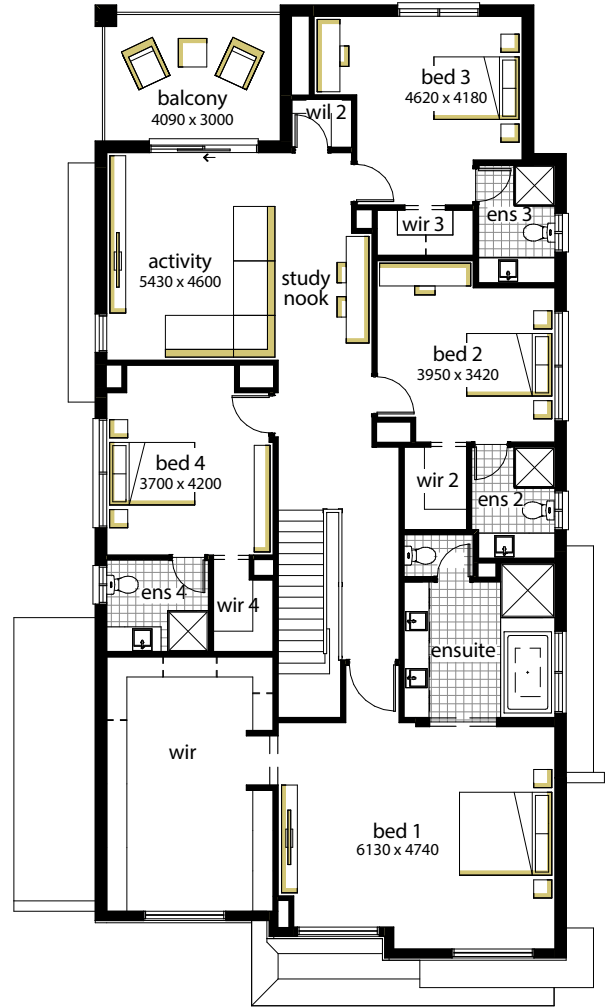 bed 3
4620 x 4180
balcony
4090 x 3000
wil 2
ens 3
wir 3
activity
5430 x 4600
study
nook
bed 2
3950 x 3420
bed 4
3700 x 4200
wir 2
ens 2
ens 4
wir 4
ensuite
wir
bed 1
6130 x 4740